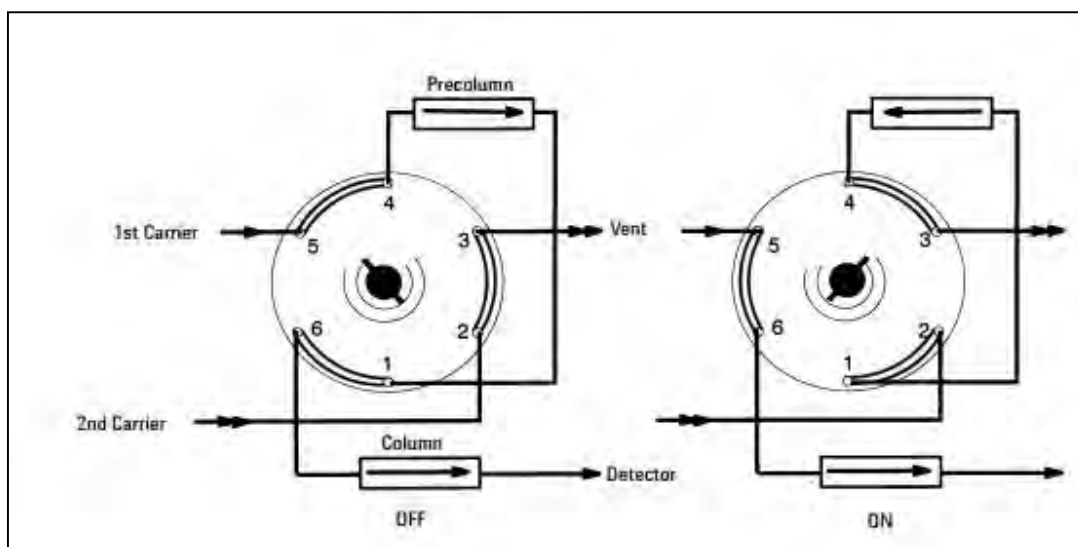 Precolumn
4
4
1st Carrier
5
3
Vent
5
3
6
2
6
2
1
1
2nd Carrier
Column
Detector
OFF
ON